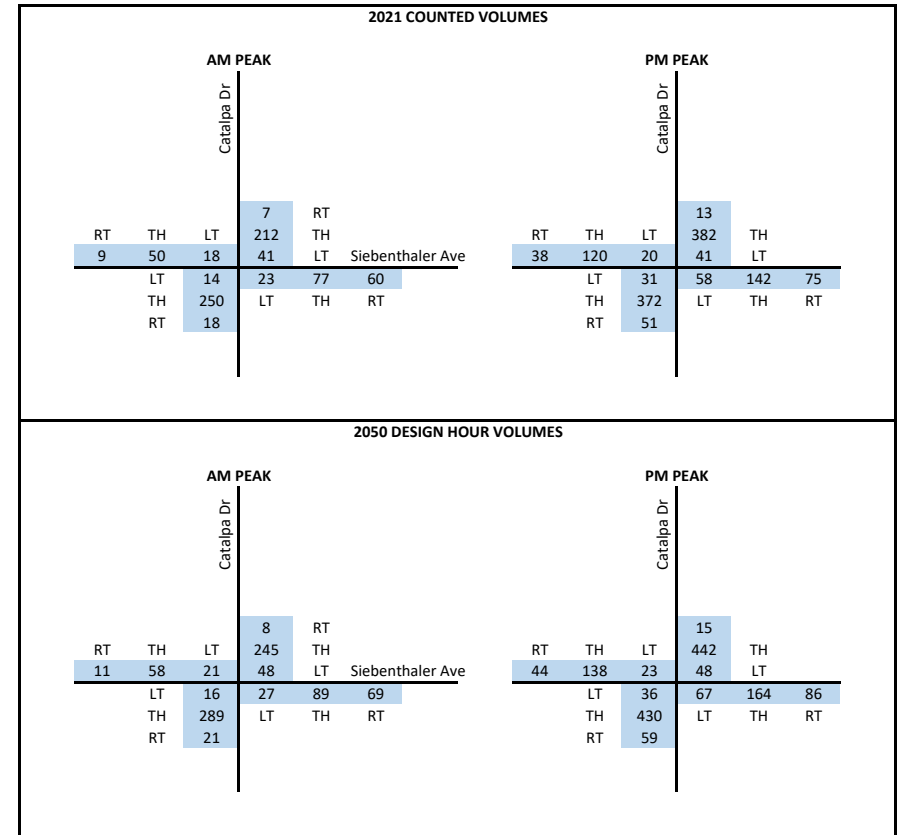 2021 COUNTED VOLUMES
AM PEAK PM PEAK
Catalpa Dr Catalpa Dr
7 RT 13
RT TH LT 212 TH RT TH LT 382 TH
9 50 18 41 LT Siebenthaler Ave 38 120 20 41 LT
LT 14 23 77 60 LT 31 58 142 75
TH 250 LT TH RT TH 372 LT TH RT
RT 18 RT 51
2050 DESIGN HOUR VOLUMES
AM PEAK PM PEAK
Catalpa Dr Catalpa Dr
8 RT 15
RT TH LT 245 TH RT TH LT 442 TH
11 58 21 48 LT Siebenthaler Ave 44 138 23 48 LT
LT 16 27 89 69 LT 36 67 164 86
TH 289 LT TH RT TH 430 LT TH RT
RT 21 RT 59